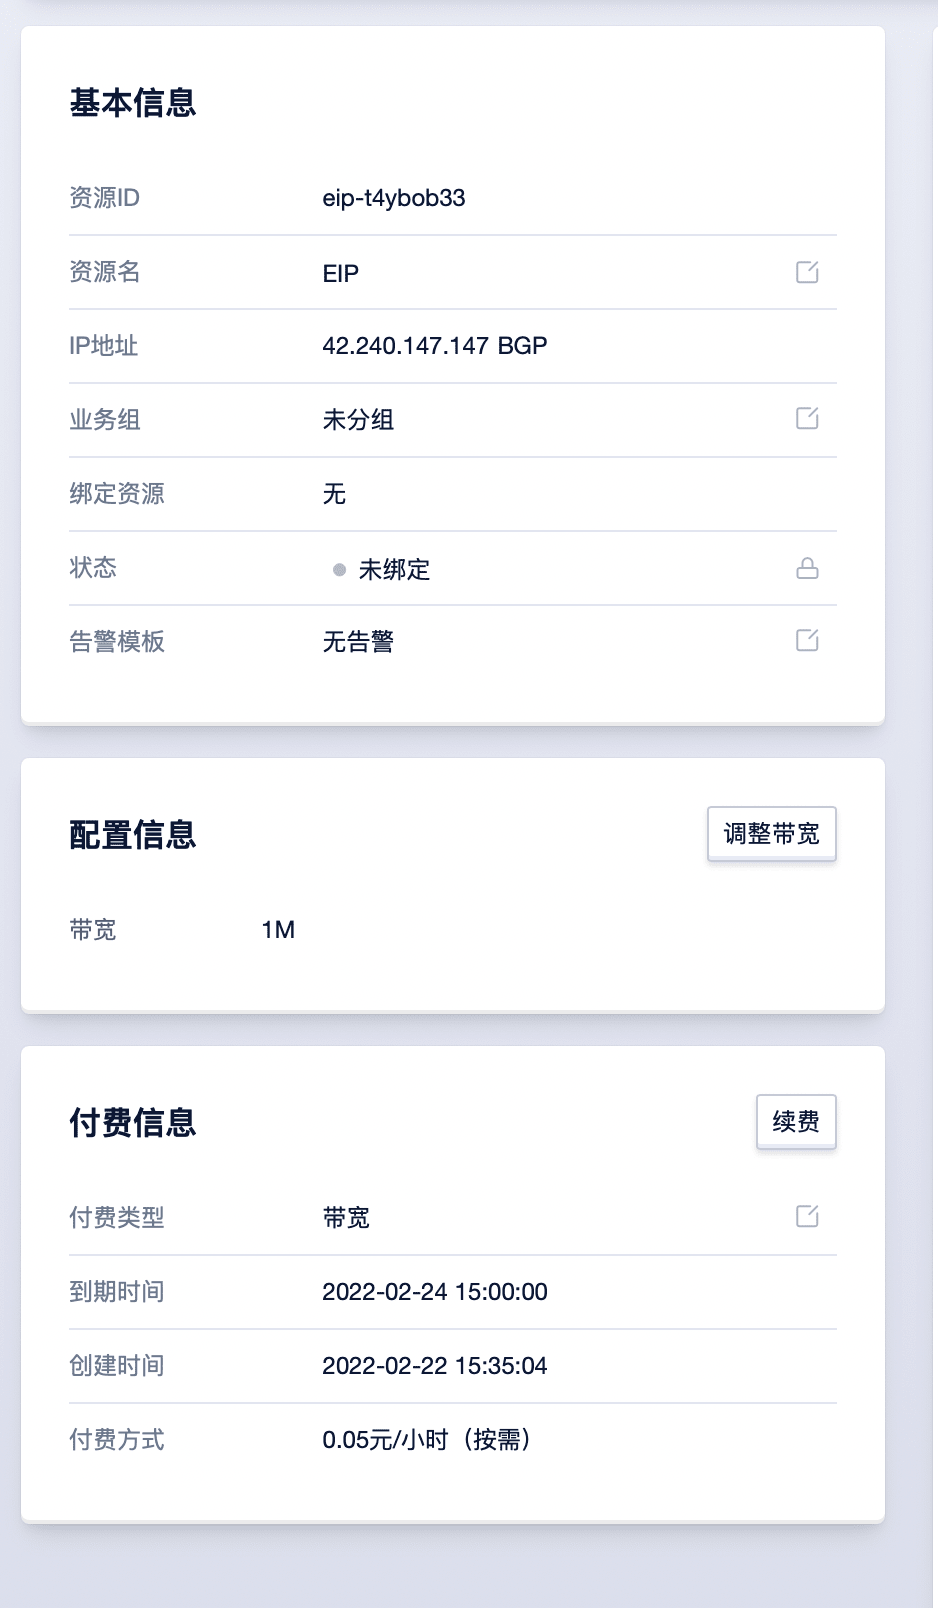 基本信息
资源ID eip-t4ybob33
资源名 EIP
IP地址 42.240.147.147 BGP
业务组 未分组
绑定资源 无
状态 未绑定
告警模板 无告警
配置信息 调整带宽
带宽 1M
付费信息 续费
付费类型 带宽
到期时间 2022-02-24 15:00:00
创建时间 2022-02-22 15:35:04
付费方式 0.05元/小时（按需）